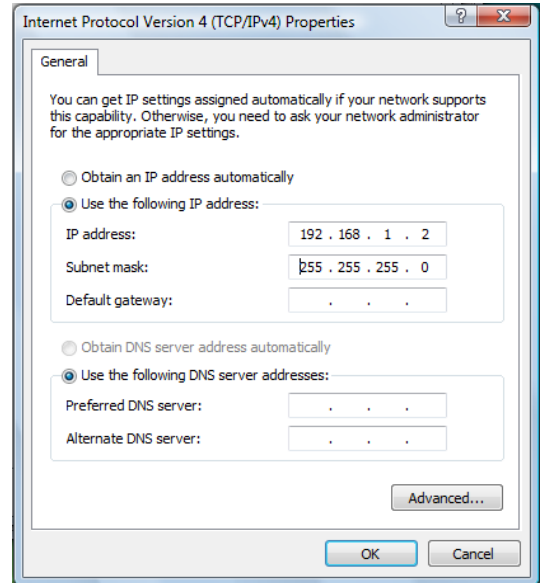 Internet Protocol Version 4 (TCP/IPv4) Properties
?
X
General
You can get IP settings assigned automatically if your network supports
this capability. Otherwise, you need to ask your network administrator
for the appropriate IP settings.
Obtain an IP address automatically
Use the following IP address:
IP address: 192 . 168 . 1 . 2
Subnet mask: 255 . 255 . 255 . 0
Default gateway: . . .
Obtain DNS server address automatically
Use the following DNS server addresses:
Preferred DNS server: . . .
Alternate DNS server: . . .
Advanced...
OK Cancel